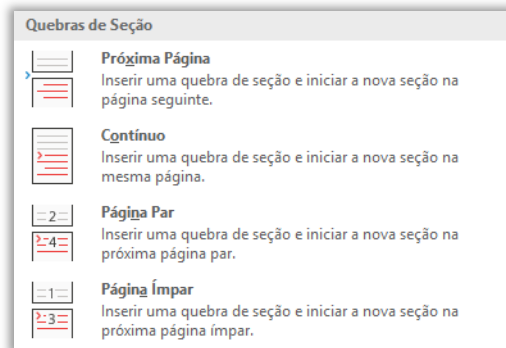 Quebras de Seção
Próxima Página
Inserir uma quebra de seção e iniciar a nova seção na
página seguinte.
Contínuo
Inserir uma quebra de seção e iniciar a nova seção na
mesma página.
2
4
Página Par
Inserir uma quebra de seção e iniciar a nova seção na
próxima página par.
1
3
Página Ímpar
Inserir uma quebra de seção e iniciar a nova seção na
próxima página ímpar.